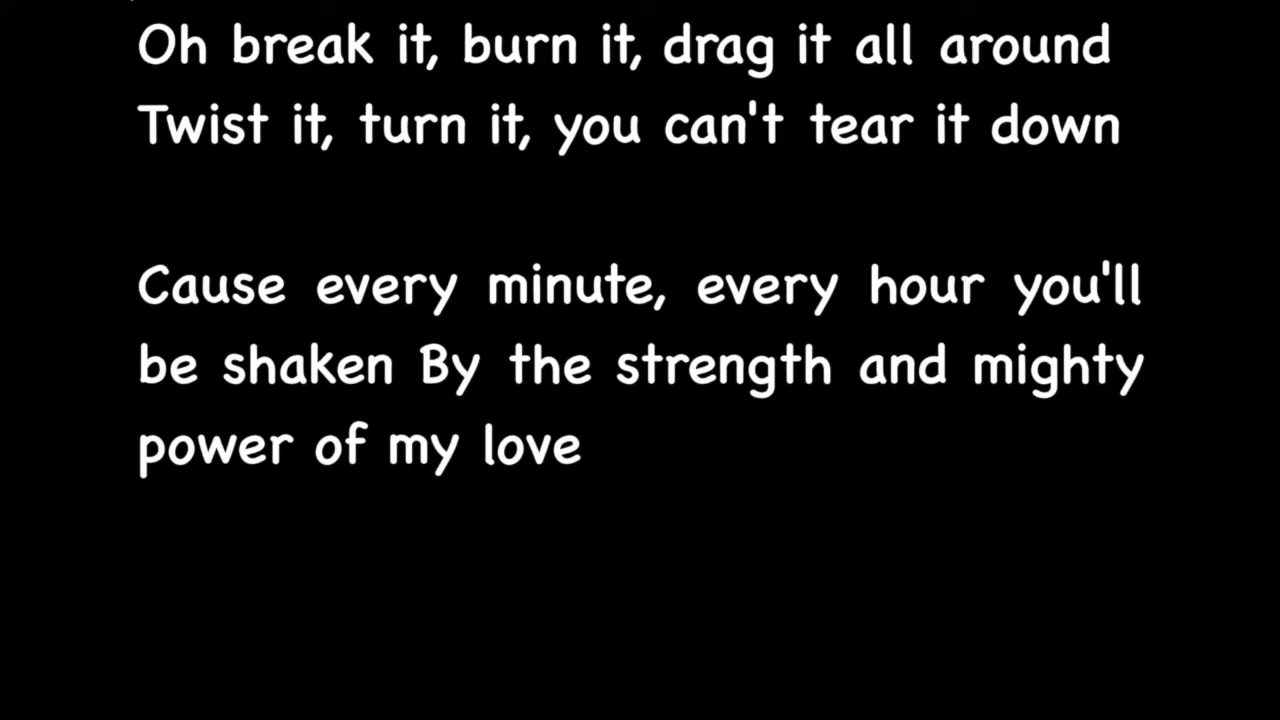 Oh break it, burn it, drag it all around
Twist it, turn it, you can't tear it down
Cause every minute, every hour you'll
be shaken By the strength and mighty
power of my love